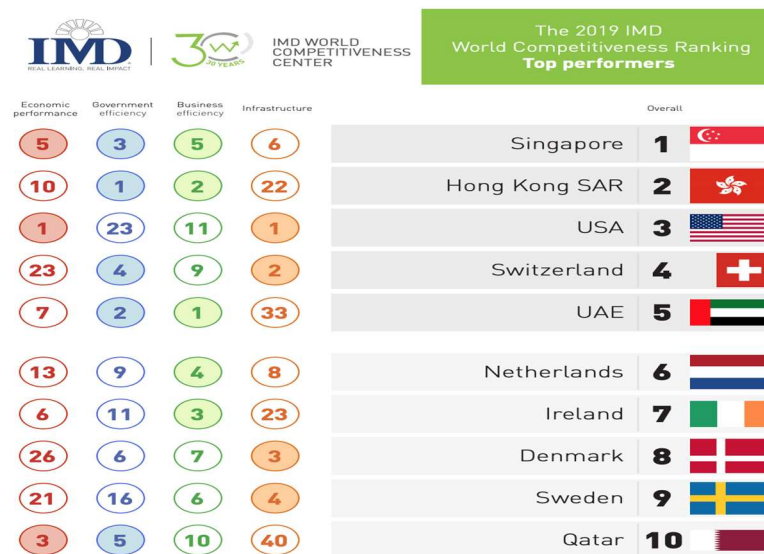 IMD
REAL LEARNING. REAL IMPACT
30 YEARS
IMD WORLD
COMPETITIVENESS
CENTER
The 2019 IMD
World Competitiveness Ranking
Top performers
Economic performance Government efficiency Business efficiency Infrastructure Overall
5 3 5 6 Singapore 1
10 1 2 22 Hong Kong SAR 2
1 23 11 1 USA 3
23 4 9 2 Switzerland 4
7 2 1 33 UAE 5
13 9 4 8 Netherlands 6
6 11 3 23 Ireland 7
26 6 7 3 Denmark 8
21 16 6 4 Sweden 9
3 5 10 40 Qatar 10